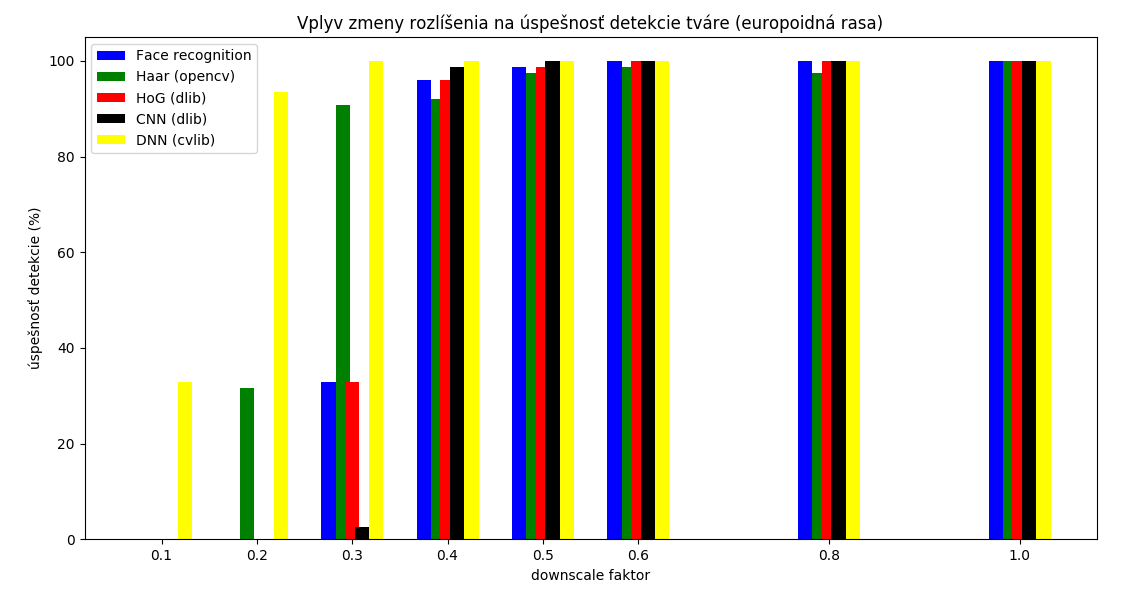 Vplyv zmeny rozlíšenia na úspešnosť detekcie tváre (europoidná rasa)
Face recognition
Haar (opencv)
HoG (dlib)
CNN (dlib)
DNN (cvlib)
úspešnosť detekcie (%)
100
80
60
40
20
0
0.1 0.2 0.3 0.4 0.5 0.6 0.8 1.0
downscale faktor